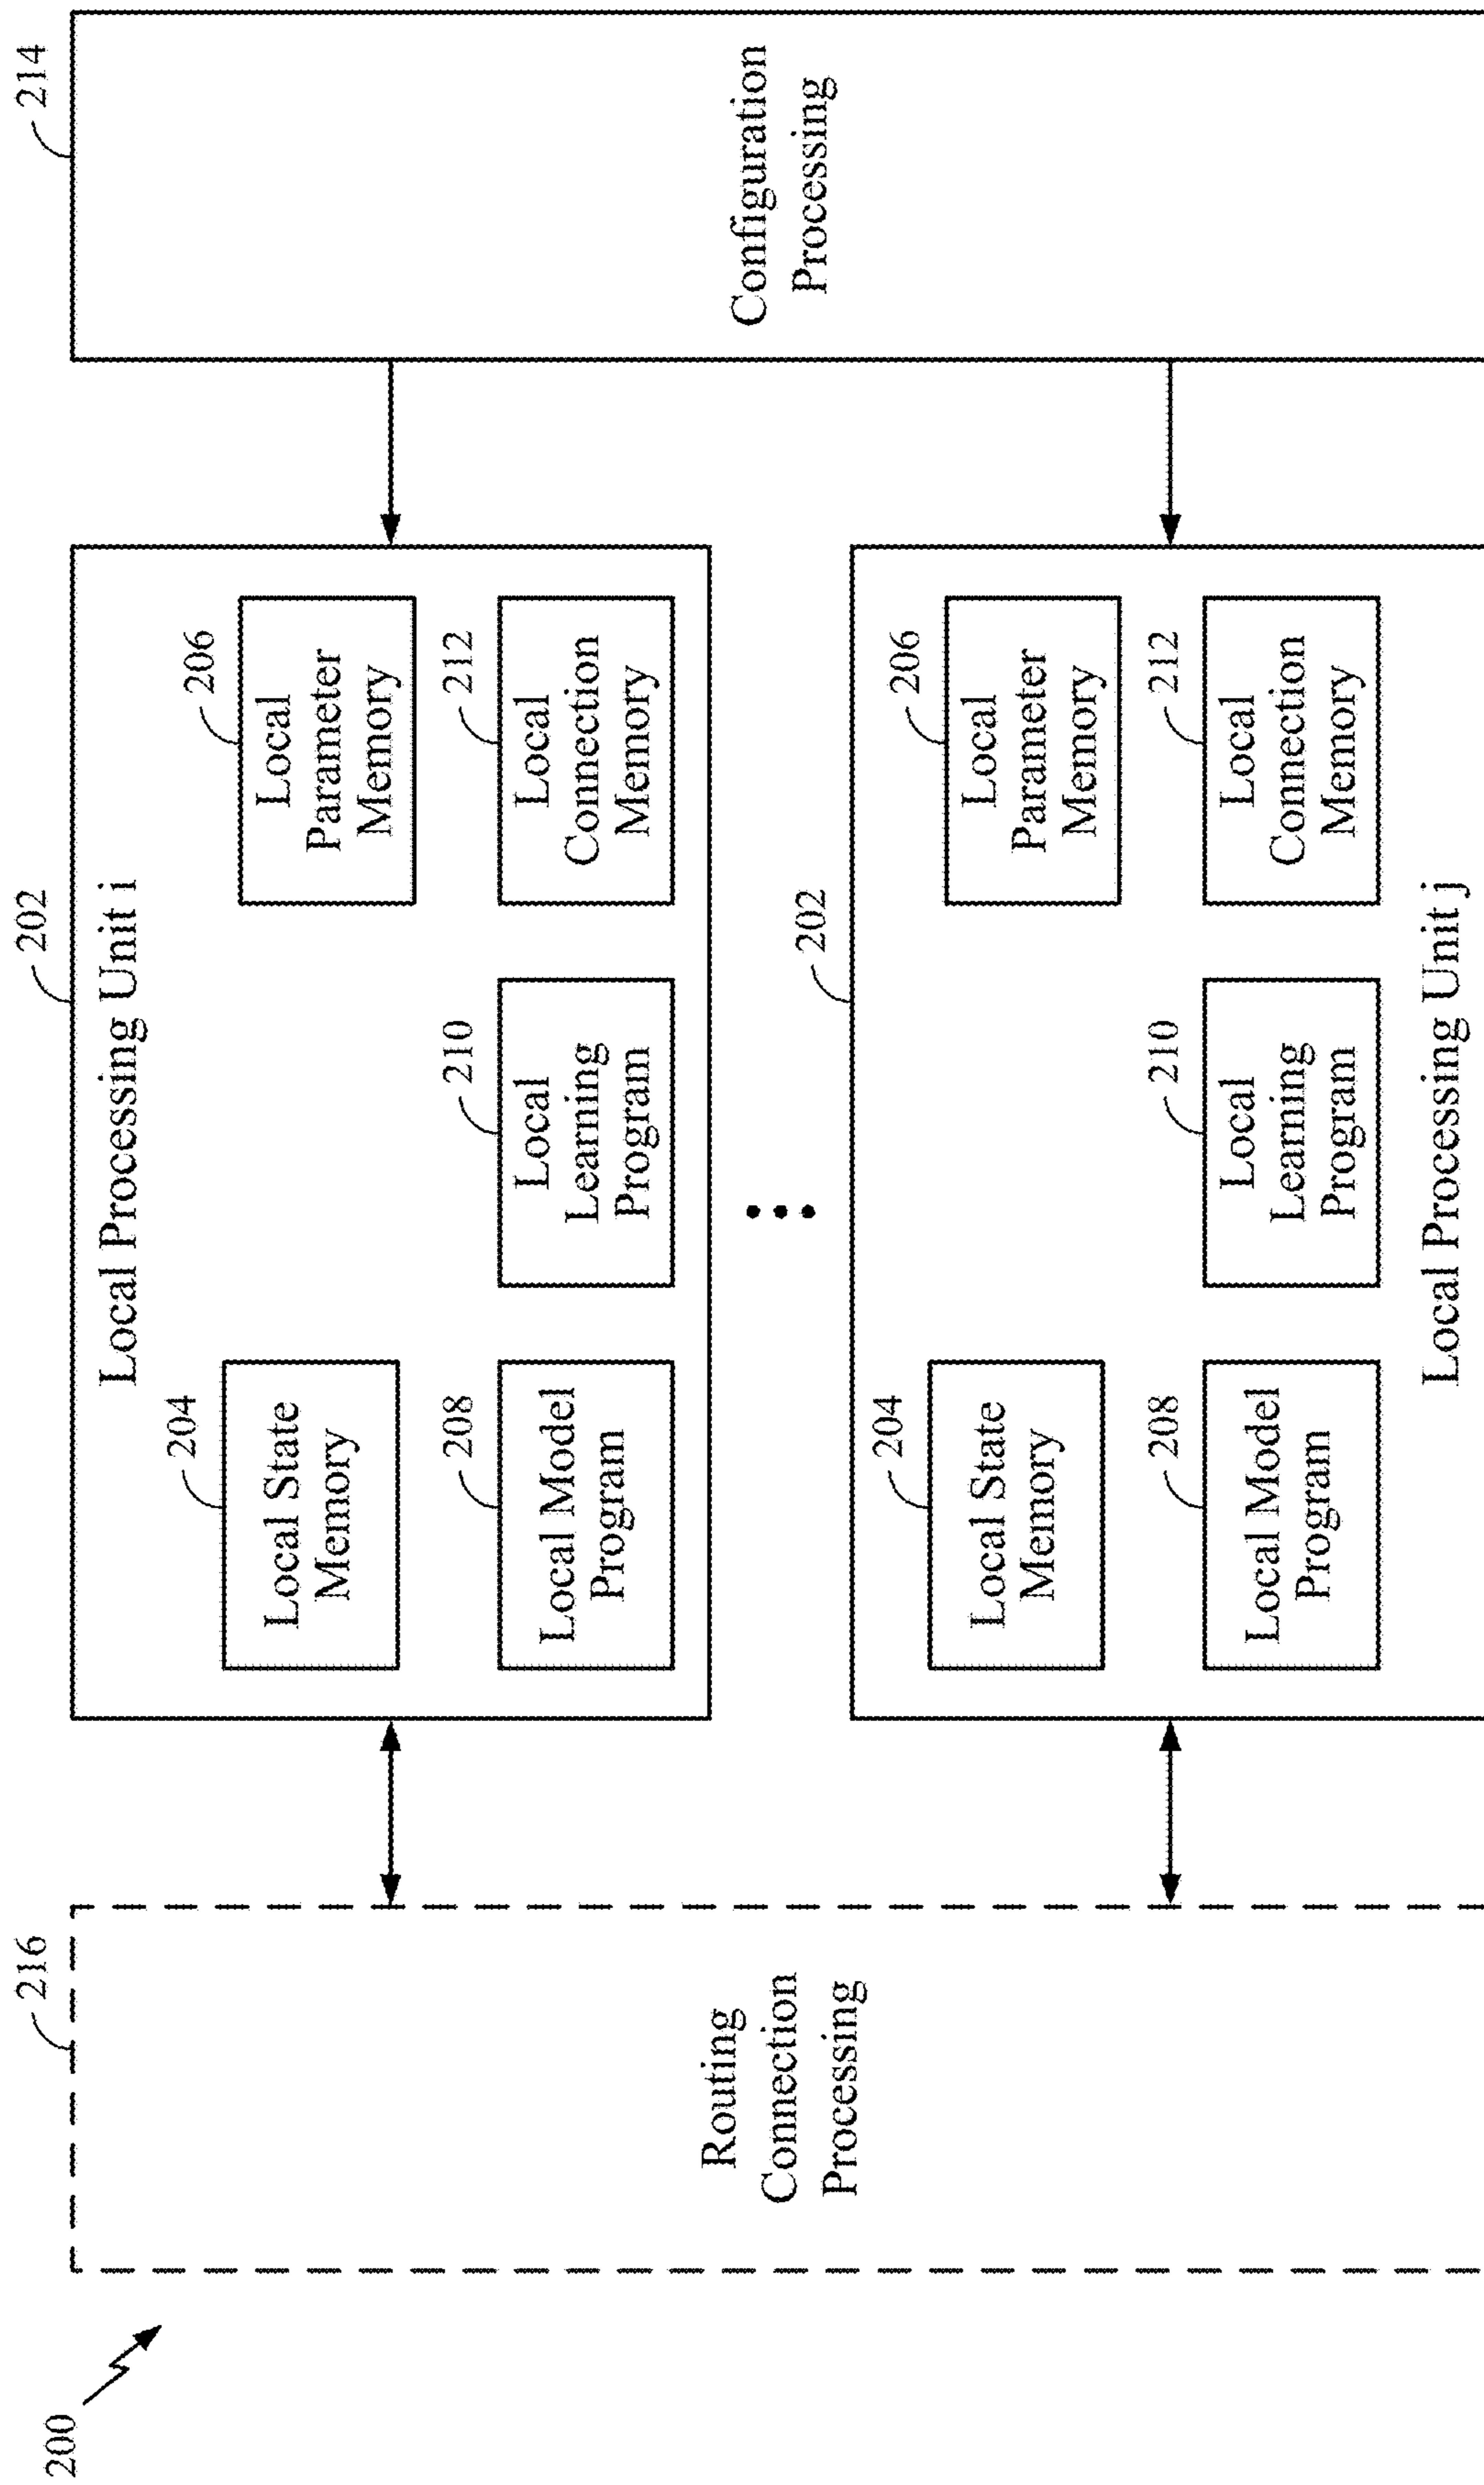 200
216
Routing
Connection
Processing
202
Local Processing Unit i
204
Local State
Memory
206
Local
Parameter
Memory
208
Local Model
Program
210
Local
Learning
Program
212
Local
Connection
Memory
202
204
Local State
Memory
206
Local
Parameter
Memory
208
Local Model
Program
210
Local
Learning
Program
212
Local
Connection
Memory
Local Processing Unit j
214
Configuration
Processing